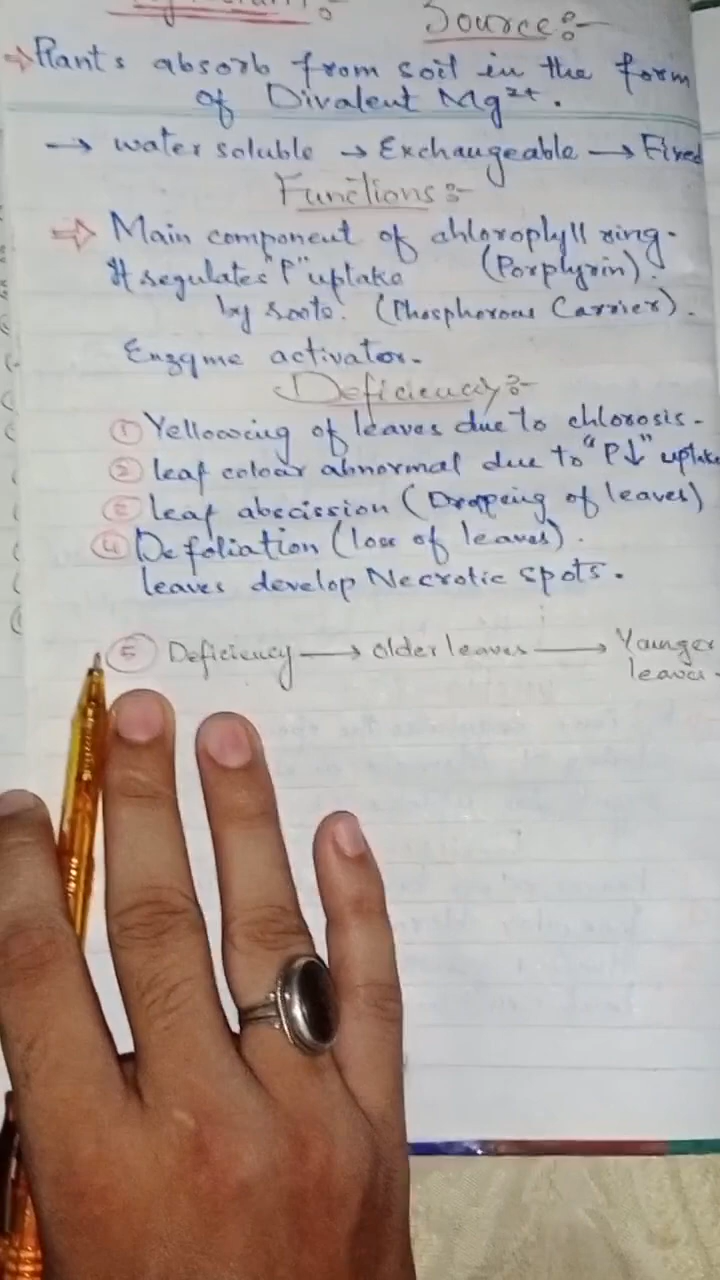 Source:-
⇒ Plants absorb from soil in the form
of Divalent Mg²⁺.
→ water soluble → Exchangeable → Fixed
Functions:-
⇒ Main component of chlorophyll ring.
It regulates "P" uptake (Porphyrin).
by roots. (Phosphorous Carrier).
Enzyme activator.
Deficiency:-
① Yellowing of leaves due to chlorosis.
② leaf colour abnormal due to "P↓" uptake
③ leaf abscission (Dropping of leaves)
④ Defoliation (loss of leaves).
leaves develop Necrotic spots.
⑤ Deficiency → older leaves → Younger
leaves.